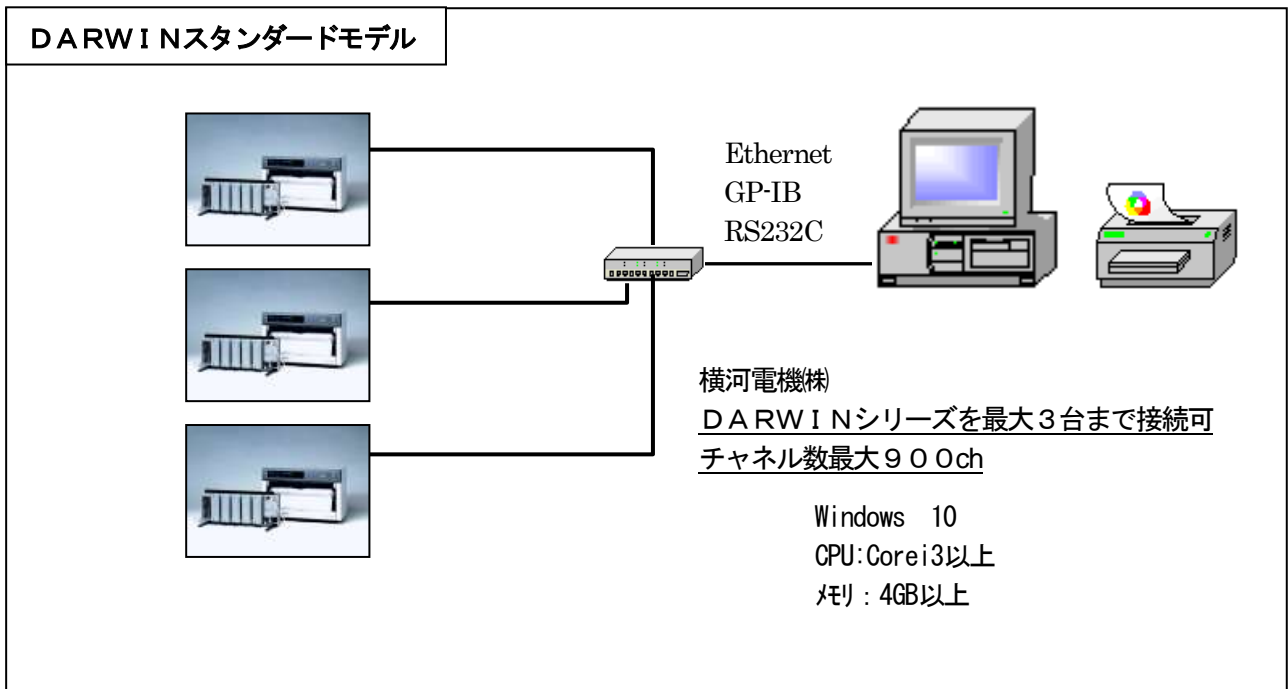 DARWINスタンダードモデル
Ethernet
GP-IB
RS232C
横河電機㈱
DARWINシリーズを最大3台まで接続可
チャネル数最大900ch
Windows 10
CPU:Corei3以上
ﾒﾓﾘ:4GB以上